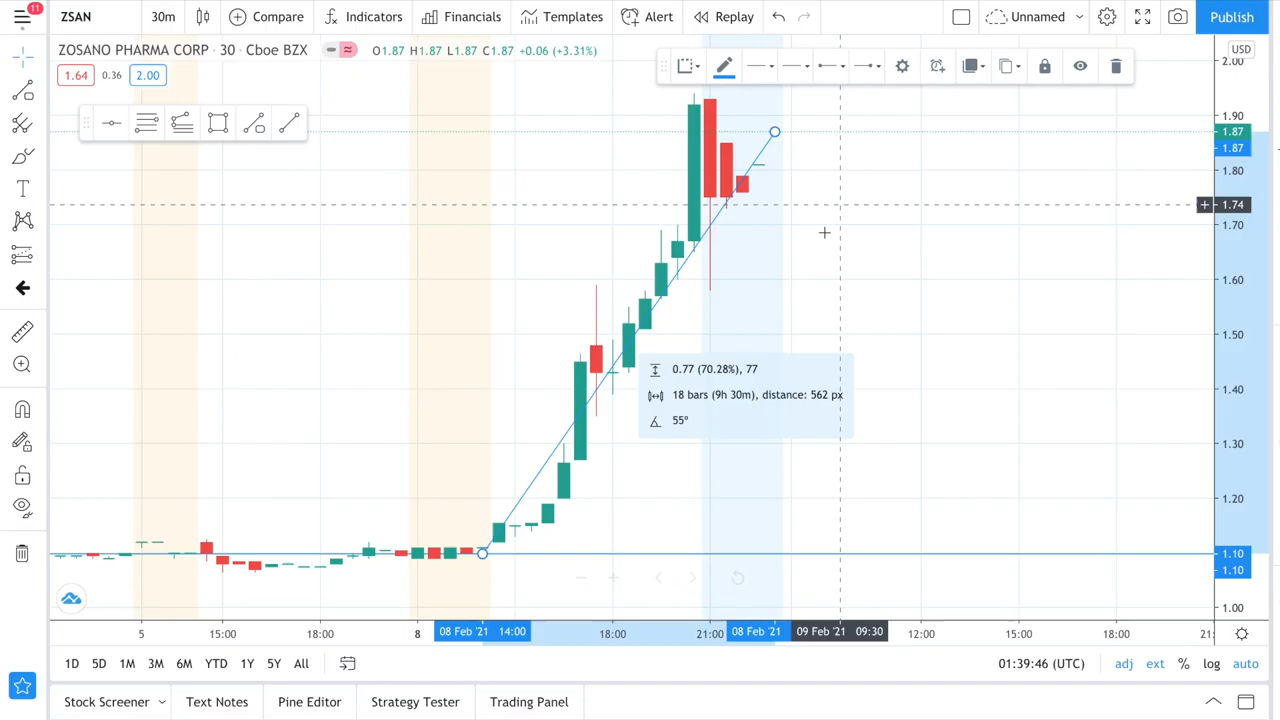 11
ZSAN 30m Compare Indicators Financials Templates Alert Replay Unnamed Publish
ZOSANO PHARMA CORP · 30 · Cboe BZX O1.87 H1.87 L1.87 C1.87 +0.06 (+3.31%)
1.64 0.36 2.00
USD
2.00
1.90
1.87
1.87
1.80
1.74
1.70
1.60
1.50
1.40
1.30
1.20
1.10
1.10
1.00
0.77 (70.28%), 77
18 bars (9h 30m), distance: 562 px
55°
5 15:00 18:00 8 08 Feb '21 14:00 18:00 21:00 08 Feb '21 09 Feb '21 09:30 12:00 15:00 18:00 21:
1D 5D 1M 3M 6M YTD 1Y 5Y All 01:39:46 (UTC) adj ext % log auto
Stock Screener Text Notes Pine Editor Strategy Tester Trading Panel